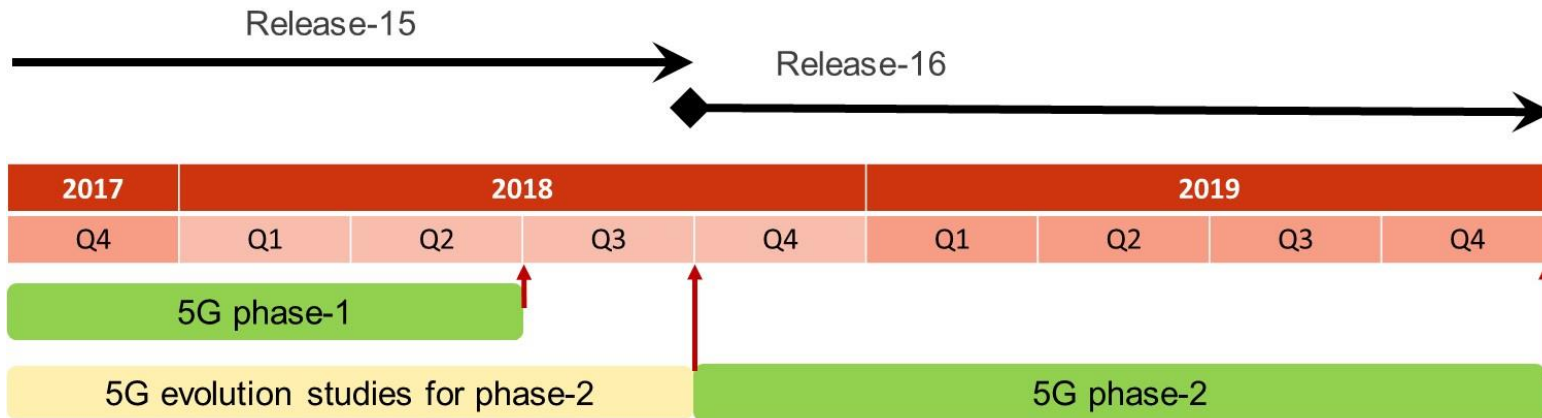 Release-15
Release-16
2017 2018 2019
Q4 Q1 Q2 Q3 Q4 Q1 Q2 Q3 Q4
5G phase-1
5G evolution studies for phase-2 5G phase-2